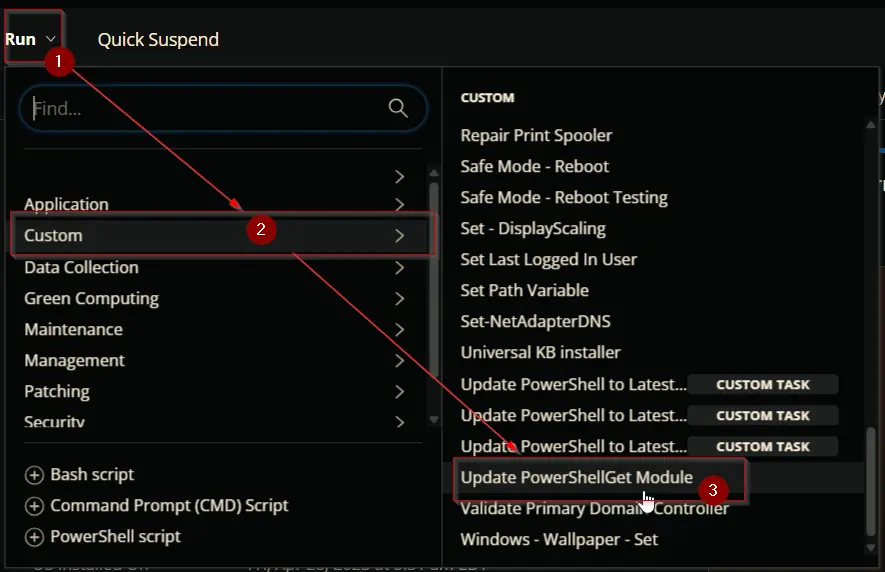 Run
Quick Suspend
1
Find...
Application
Custom
2
Data Collection
Green Computing
Maintenance
Management
Patching
Security
Bash script
Command Prompt (CMD) Script
PowerShell script
CUSTOM
Repair Print Spooler
Safe Mode - Reboot
Safe Mode - Reboot Testing
Set - DisplayScaling
Set Last Logged In User
Set Path Variable
Set-NetAdapterDNS
Universal KB installer
Update PowerShell to Latest... CUSTOM TASK
Update PowerShell to Latest... CUSTOM TASK
Update PowerShell to Latest... CUSTOM TASK
Update PowerShellGet Module 3
Validate Primary Domain Controller
Windows - Wallpaper - Set